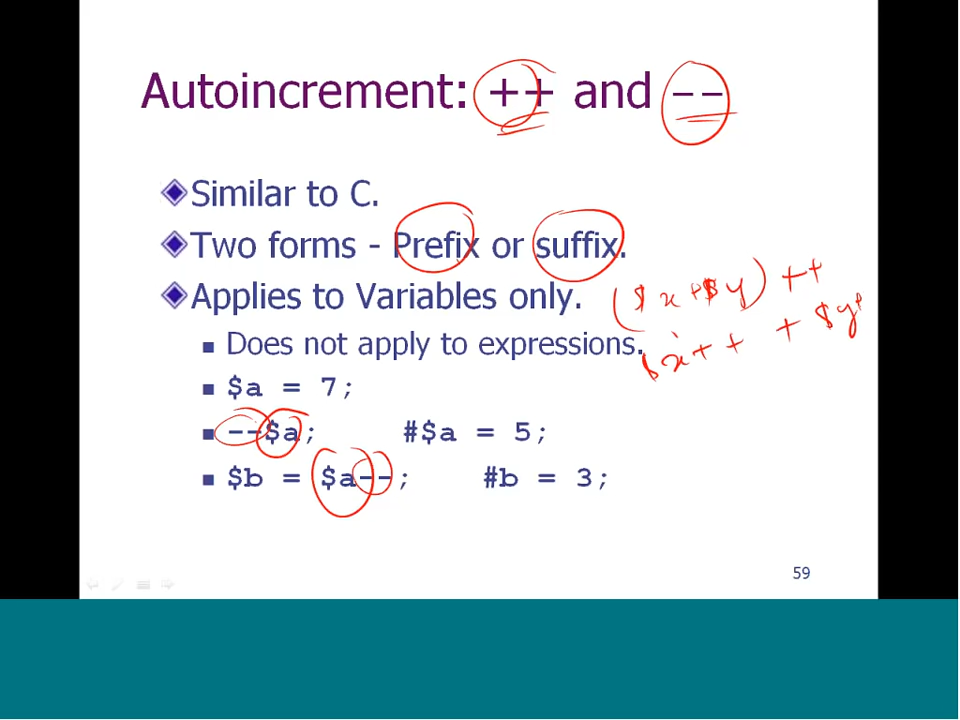 Autoincrement: ++ and --
Similar to C.
Two forms - Prefix or suffix.
Applies to Variables only.
($x+$y)++
Does not apply to expressions.
$x++ + $y+
$a = 7;
--$a; #$a = 5;
$b = $a--; #b = 3;
59